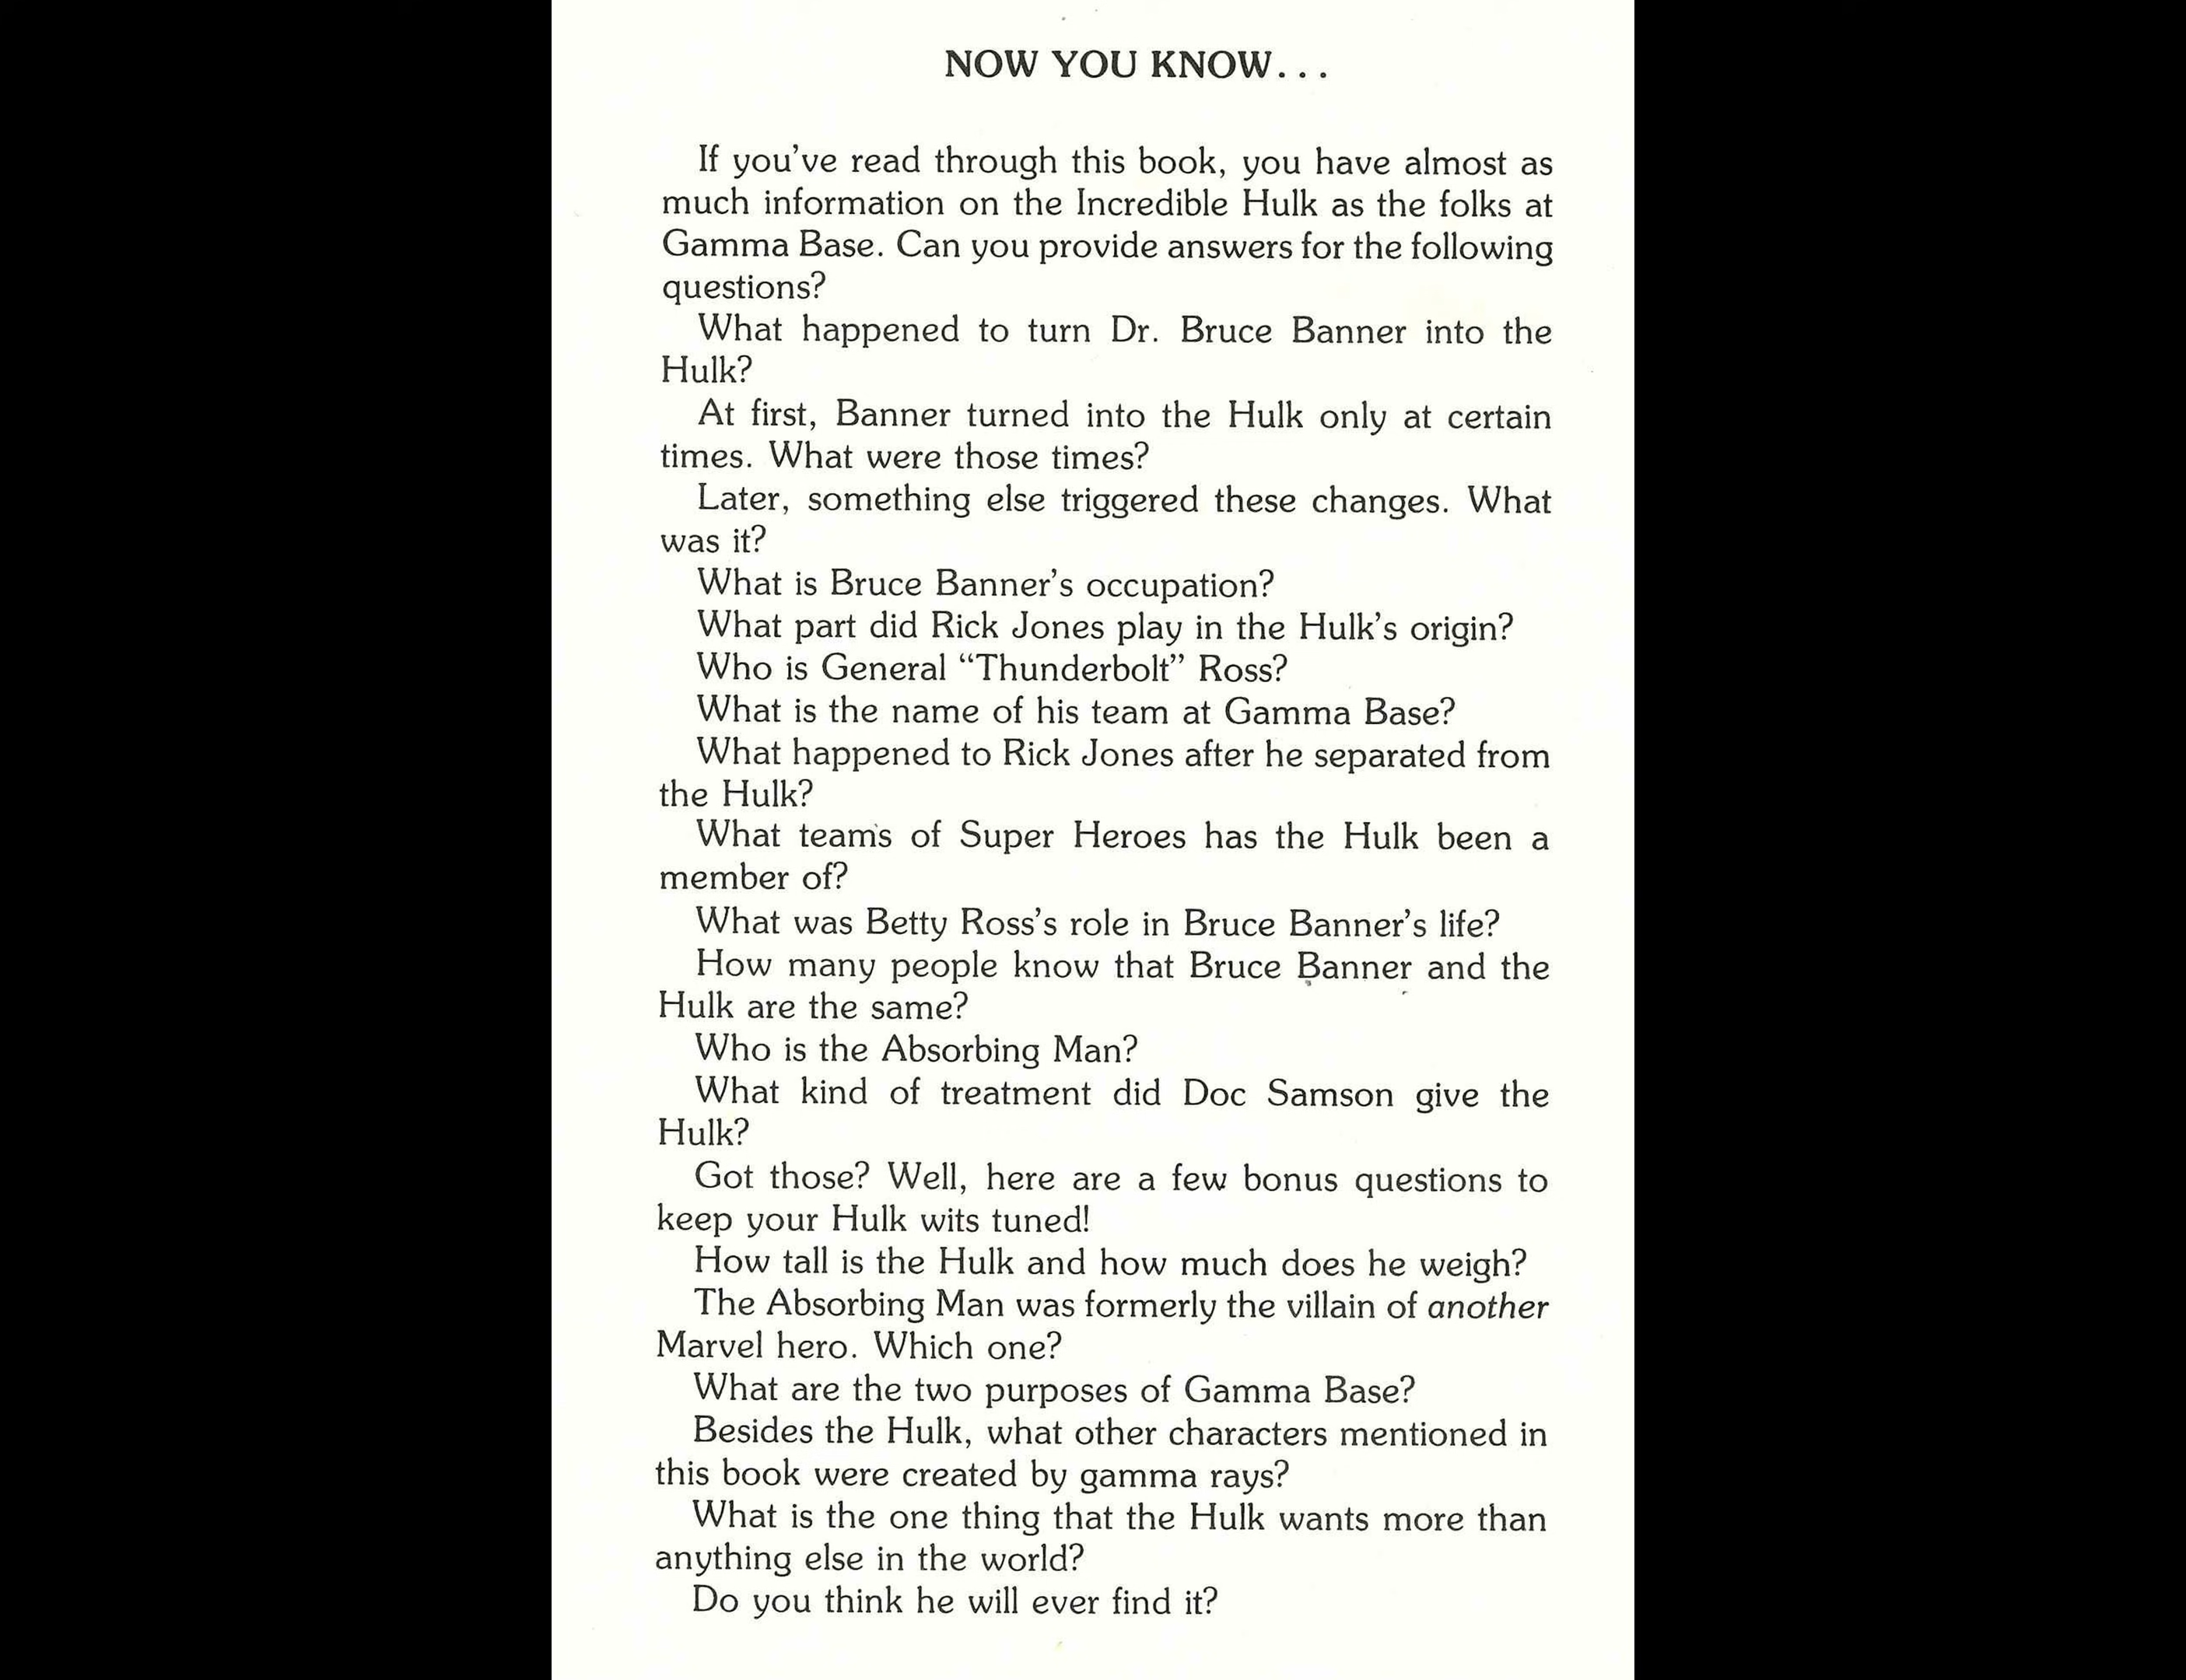 NOW YOU KNOW...
If you've read through this book, you have almost as
much information on the Incredible Hulk as the folks at
Gamma Base. Can you provide answers for the following
questions?
What happened to turn Dr. Bruce Banner into the
Hulk?
At first, Banner turned into the Hulk only at certain
times. What were those times?
Later, something else triggered these changes. What
was it?
What is Bruce Banner's occupation?
What part did Rick Jones play in the Hulk's origin?
Who is General “Thunderbolt” Ross?
What is the name of his team at Gamma Base?
What happened to Rick Jones after he separated from
the Hulk?
What teams of Super Heroes has the Hulk been a
member of?
What was Betty Ross's role in Bruce Banner's life?
How many people know that Bruce Banner and the
Hulk are the same?
Who is the Absorbing Man?
What kind of treatment did Doc Samson give the
Hulk?
Got those? Well, here are a few bonus questions to
keep your Hulk wits tuned!
How tall is the Hulk and how much does he weigh?
The Absorbing Man was formerly the villain of another
Marvel hero. Which one?
What are the two purposes of Gamma Base?
Besides the Hulk, what other characters mentioned in
this book were created by gamma rays?
What is the one thing that the Hulk wants more than
anything else in the world?
Do you think he will ever find it?